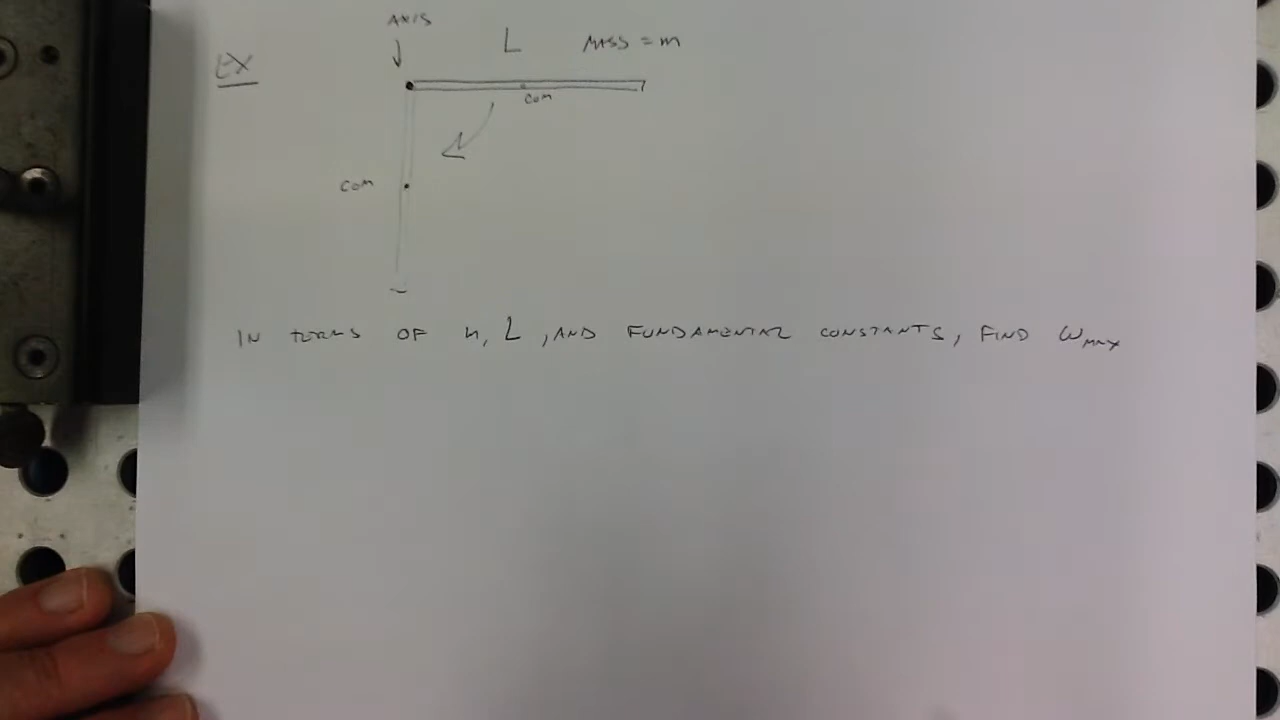 AXIS
EX
L MASS = m
COM
COM
IN TERMS OF M, L, AND FUNDAMENTAL CONSTANTS, FIND ωMAX